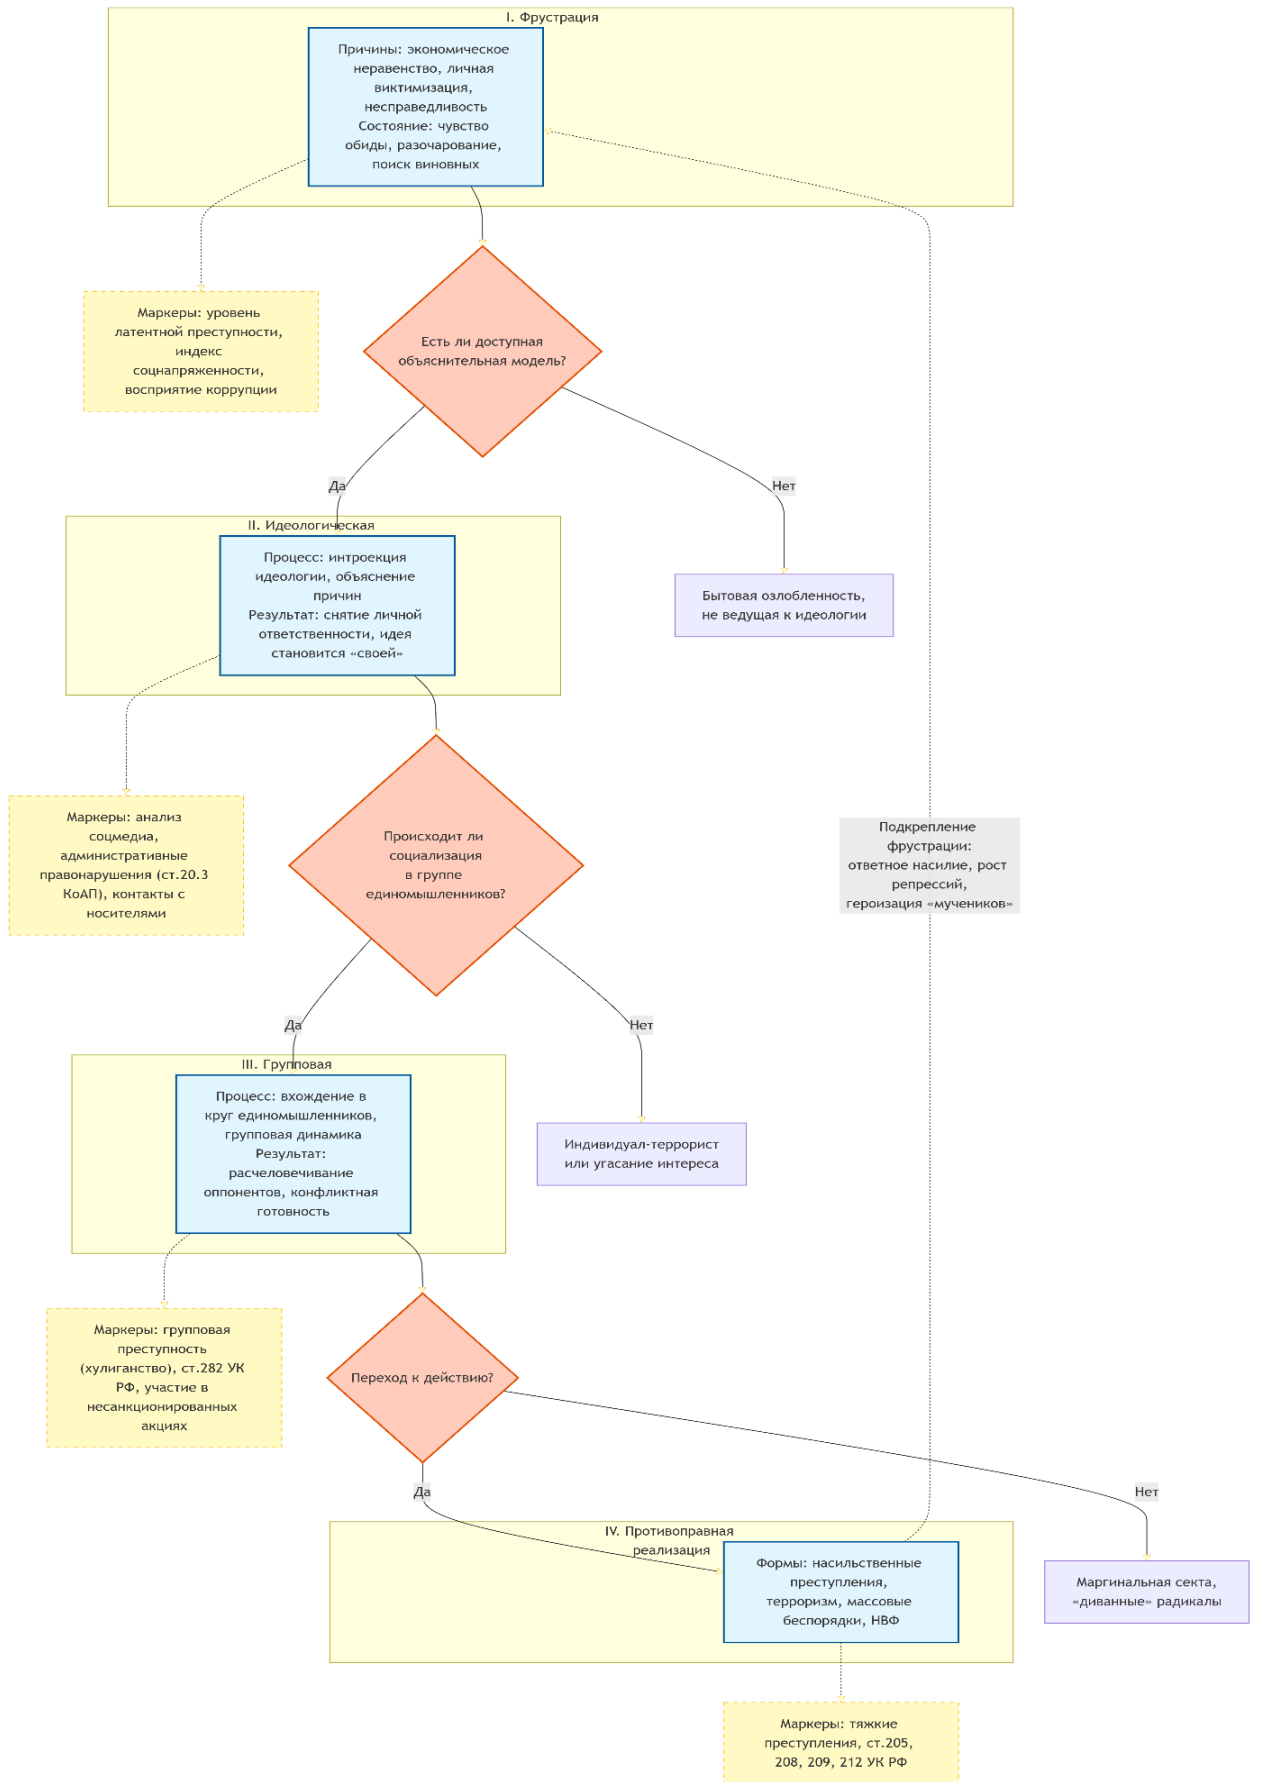 I. Фрустрация
Причины: экономическое
неравенство, личная
виктимизация,
несправедливость
Состояние: чувство
обиды, разочарование,
поиск виновных
Маркеры: уровень
латентной преступности,
индекс
соцнапряженности,
восприятие коррупции
Есть ли доступная
объяснительная модель?
Да
Нет
II. Идеологическая
Процесс: интроекция
идеологии, объяснение
причин
Результат: снятие личной
ответственности, идея
становится «своей»
Бытовая озлобленность,
не ведущая к идеологии
Маркеры: анализ
соцмедиа,
административные
правонарушения (ст.20.3
КоАП), контакты с
носителями
Происходит ли
социализация
в группе
единомышленников?
Подкрепление
фрустрации:
ответное насилие, рост
репрессий,
героизация «мучеников»
Да
Нет
III. Групповая
Процесс: вхождение в
круг единомышленников,
групповая динамика
Результат:
расчеловечивание
оппонентов, конфликтная
готовность
Индивидуал-террорист
или угасание интереса
Маркеры: групповая
преступность
(хулиганство), ст.282 УК
РФ, участие в
несанкционированных
акциях
Переход к действию?
Да
Нет
IV. Противоправная
реализация
Формы: насильственные
преступления,
терроризм, массовые
беспорядки, НВФ
Маргинальная секта,
«диванные» радикалы
Маркеры: тяжкие
преступления, ст.205,
208, 209, 212 УК РФ